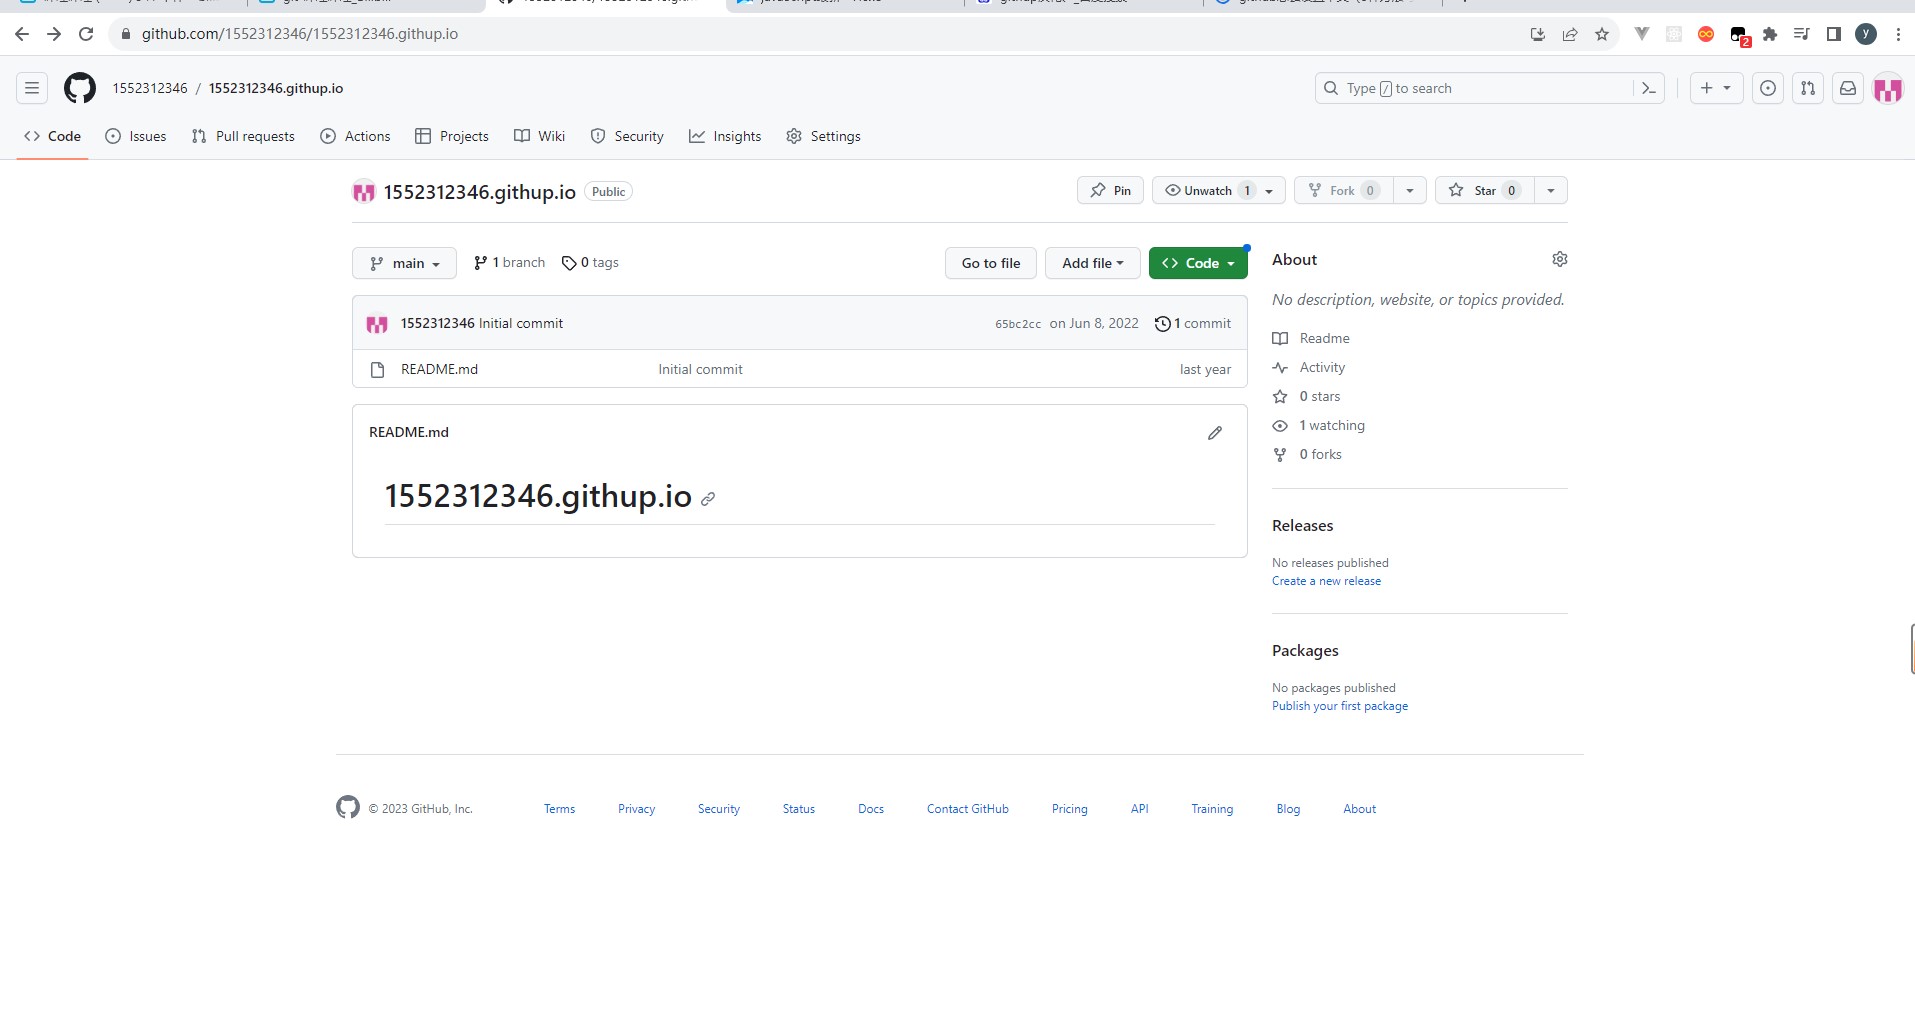 github.com/1552312346/1552312346.githup.io
2
y
1552312346 / 1552312346.githup.io
Type / to search
Code Issues Pull requests Actions Projects Wiki Security Insights Settings
1552312346.githup.io Public
Pin Unwatch 1 Fork 0 Star 0
main 1 branch 0 tags Go to file Add file Code
1552312346 Initial commit 65bc2cc on Jun 8, 2022 1 commit
README.md Initial commit last year
README.md
1552312346.githup.io
About
No description, website, or topics provided.
Readme
Activity
0 stars
1 watching
0 forks
Releases
No releases published
Create a new release
Packages
No packages published
Publish your first package
© 2023 GitHub, Inc. Terms Privacy Security Status Docs Contact GitHub Pricing API Training Blog About